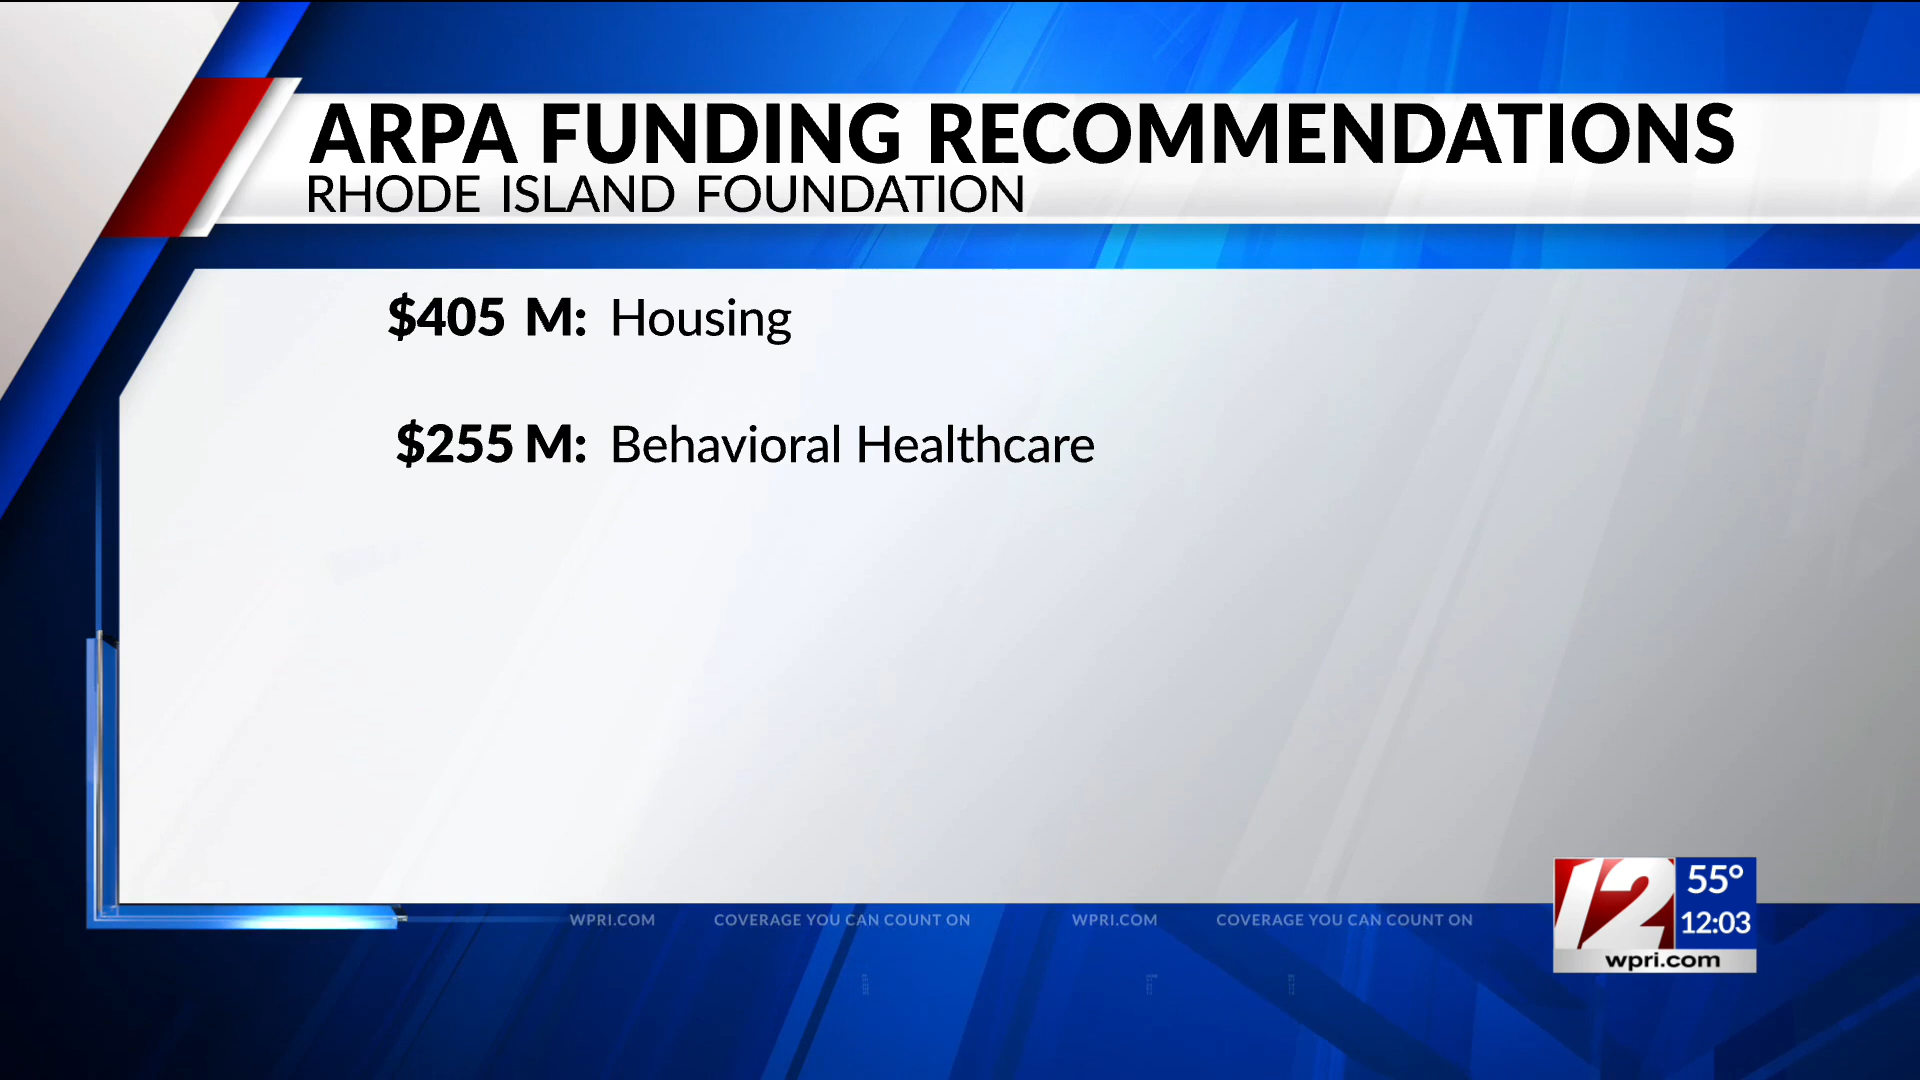 ARPA FUNDING RECOMMENDATIONS
RHODE ISLAND FOUNDATION
$405 M: Housing
$255 M: Behavioral Healthcare
WPRI.COM COVERAGE YOU CAN COUNT ON WPRI.COM COVERAGE YOU CAN COUNT ON
12 55°
12:03
wpri.com